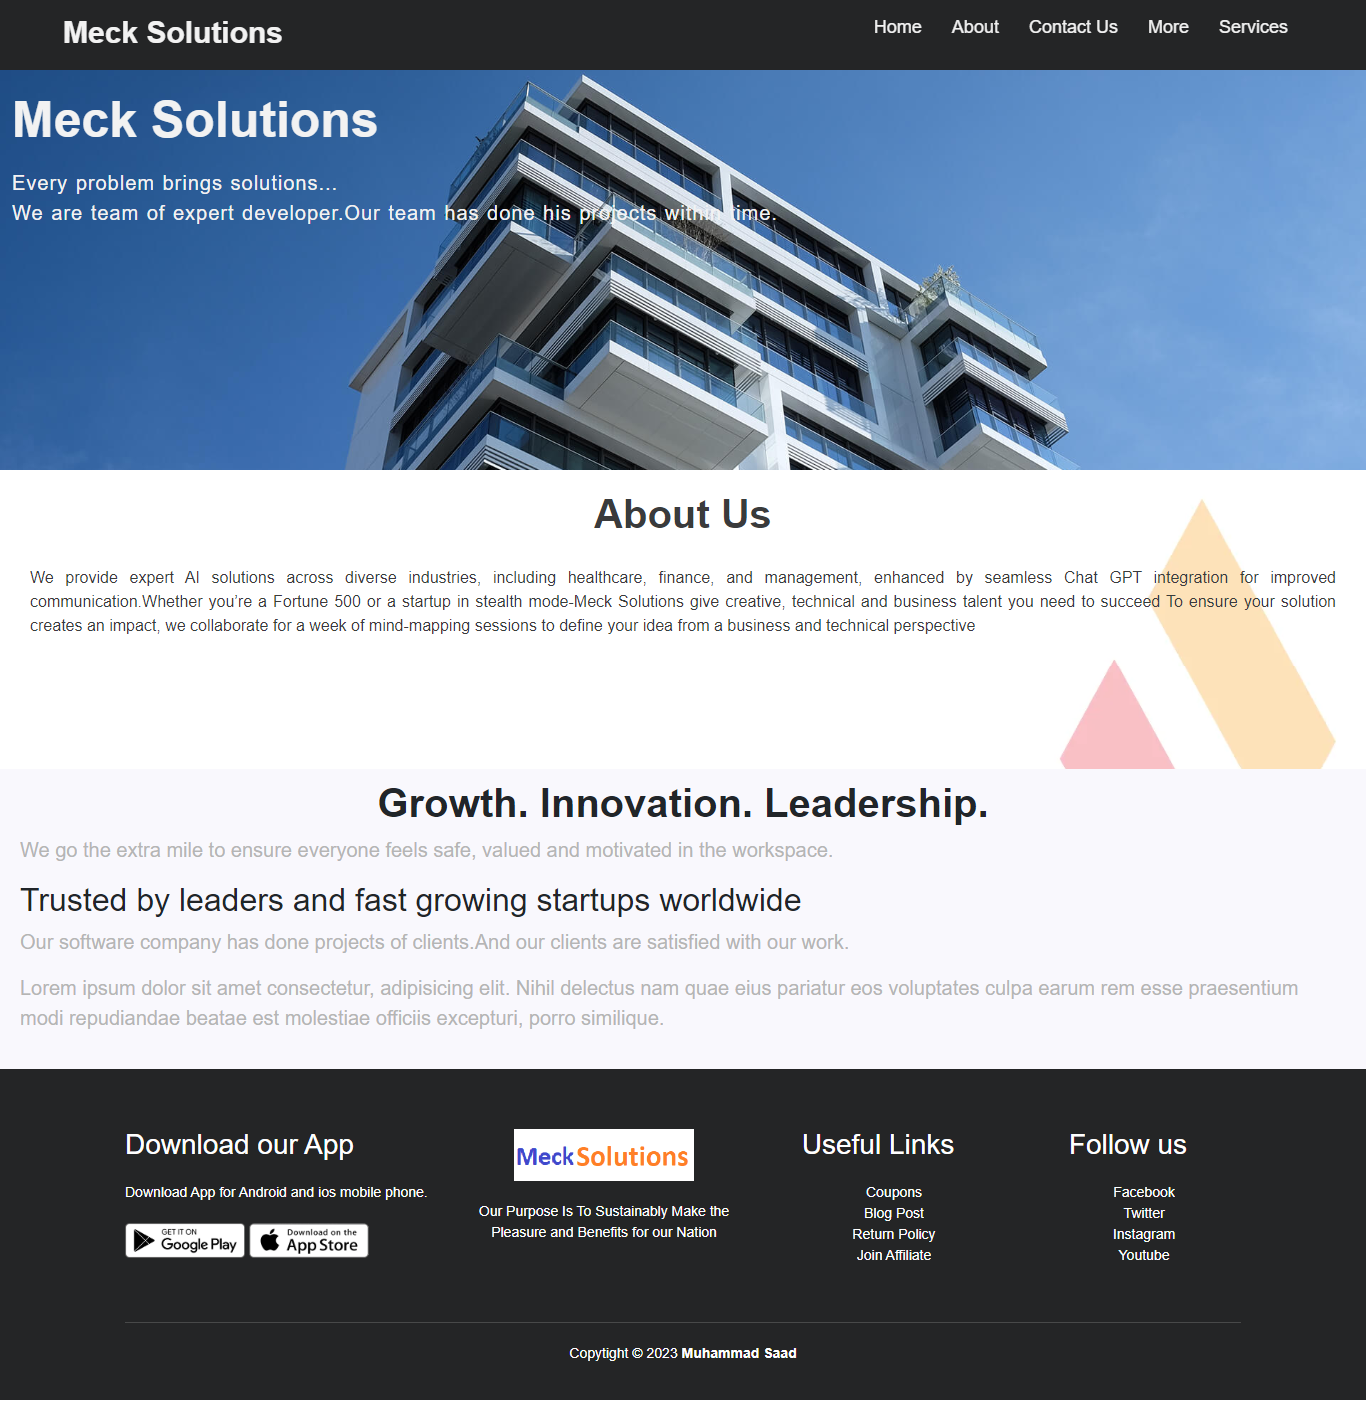 Meck Solutions
Home About Contact Us More Services
Meck Solutions
Every problem brings solutions...
We are team of expert developer.Our team has done his projects within time.
About Us
We provide expert AI solutions across diverse industries, including healthcare, finance, and management, enhanced by seamless Chat GPT integration for improved
communication.Whether you're a Fortune 500 or a startup in stealth mode-Meck Solutions give creative, technical and business talent you need to succeed To ensure your solution
creates an impact, we collaborate for a week of mind-mapping sessions to define your idea from a business and technical perspective
Growth. Innovation. Leadership.
We go the extra mile to ensure everyone feels safe, valued and motivated in the workspace.
Trusted by leaders and fast growing startups worldwide
Our software company has done projects of clients.And our clients are satisfied with our work.
Lorem ipsum dolor sit amet consectetur, adipisicing elit. Nihil delectus nam quae eius pariatur eos voluptates culpa earum rem esse praesentium
modi repudiandae beatae est molestiae officiis excepturi, porro similique.
Download our App
Download App for Android and ios mobile phone.
GET IT ON
Google Play
Download on the
App Store
MeckSolutions
Our Purpose Is To Sustainably Make the
Pleasure and Benefits for our Nation
Useful Links
Coupons
Blog Post
Return Policy
Join Affiliate
Follow us
Facebook
Twitter
Instagram
Youtube
Copytight © 2023 Muhammad Saad